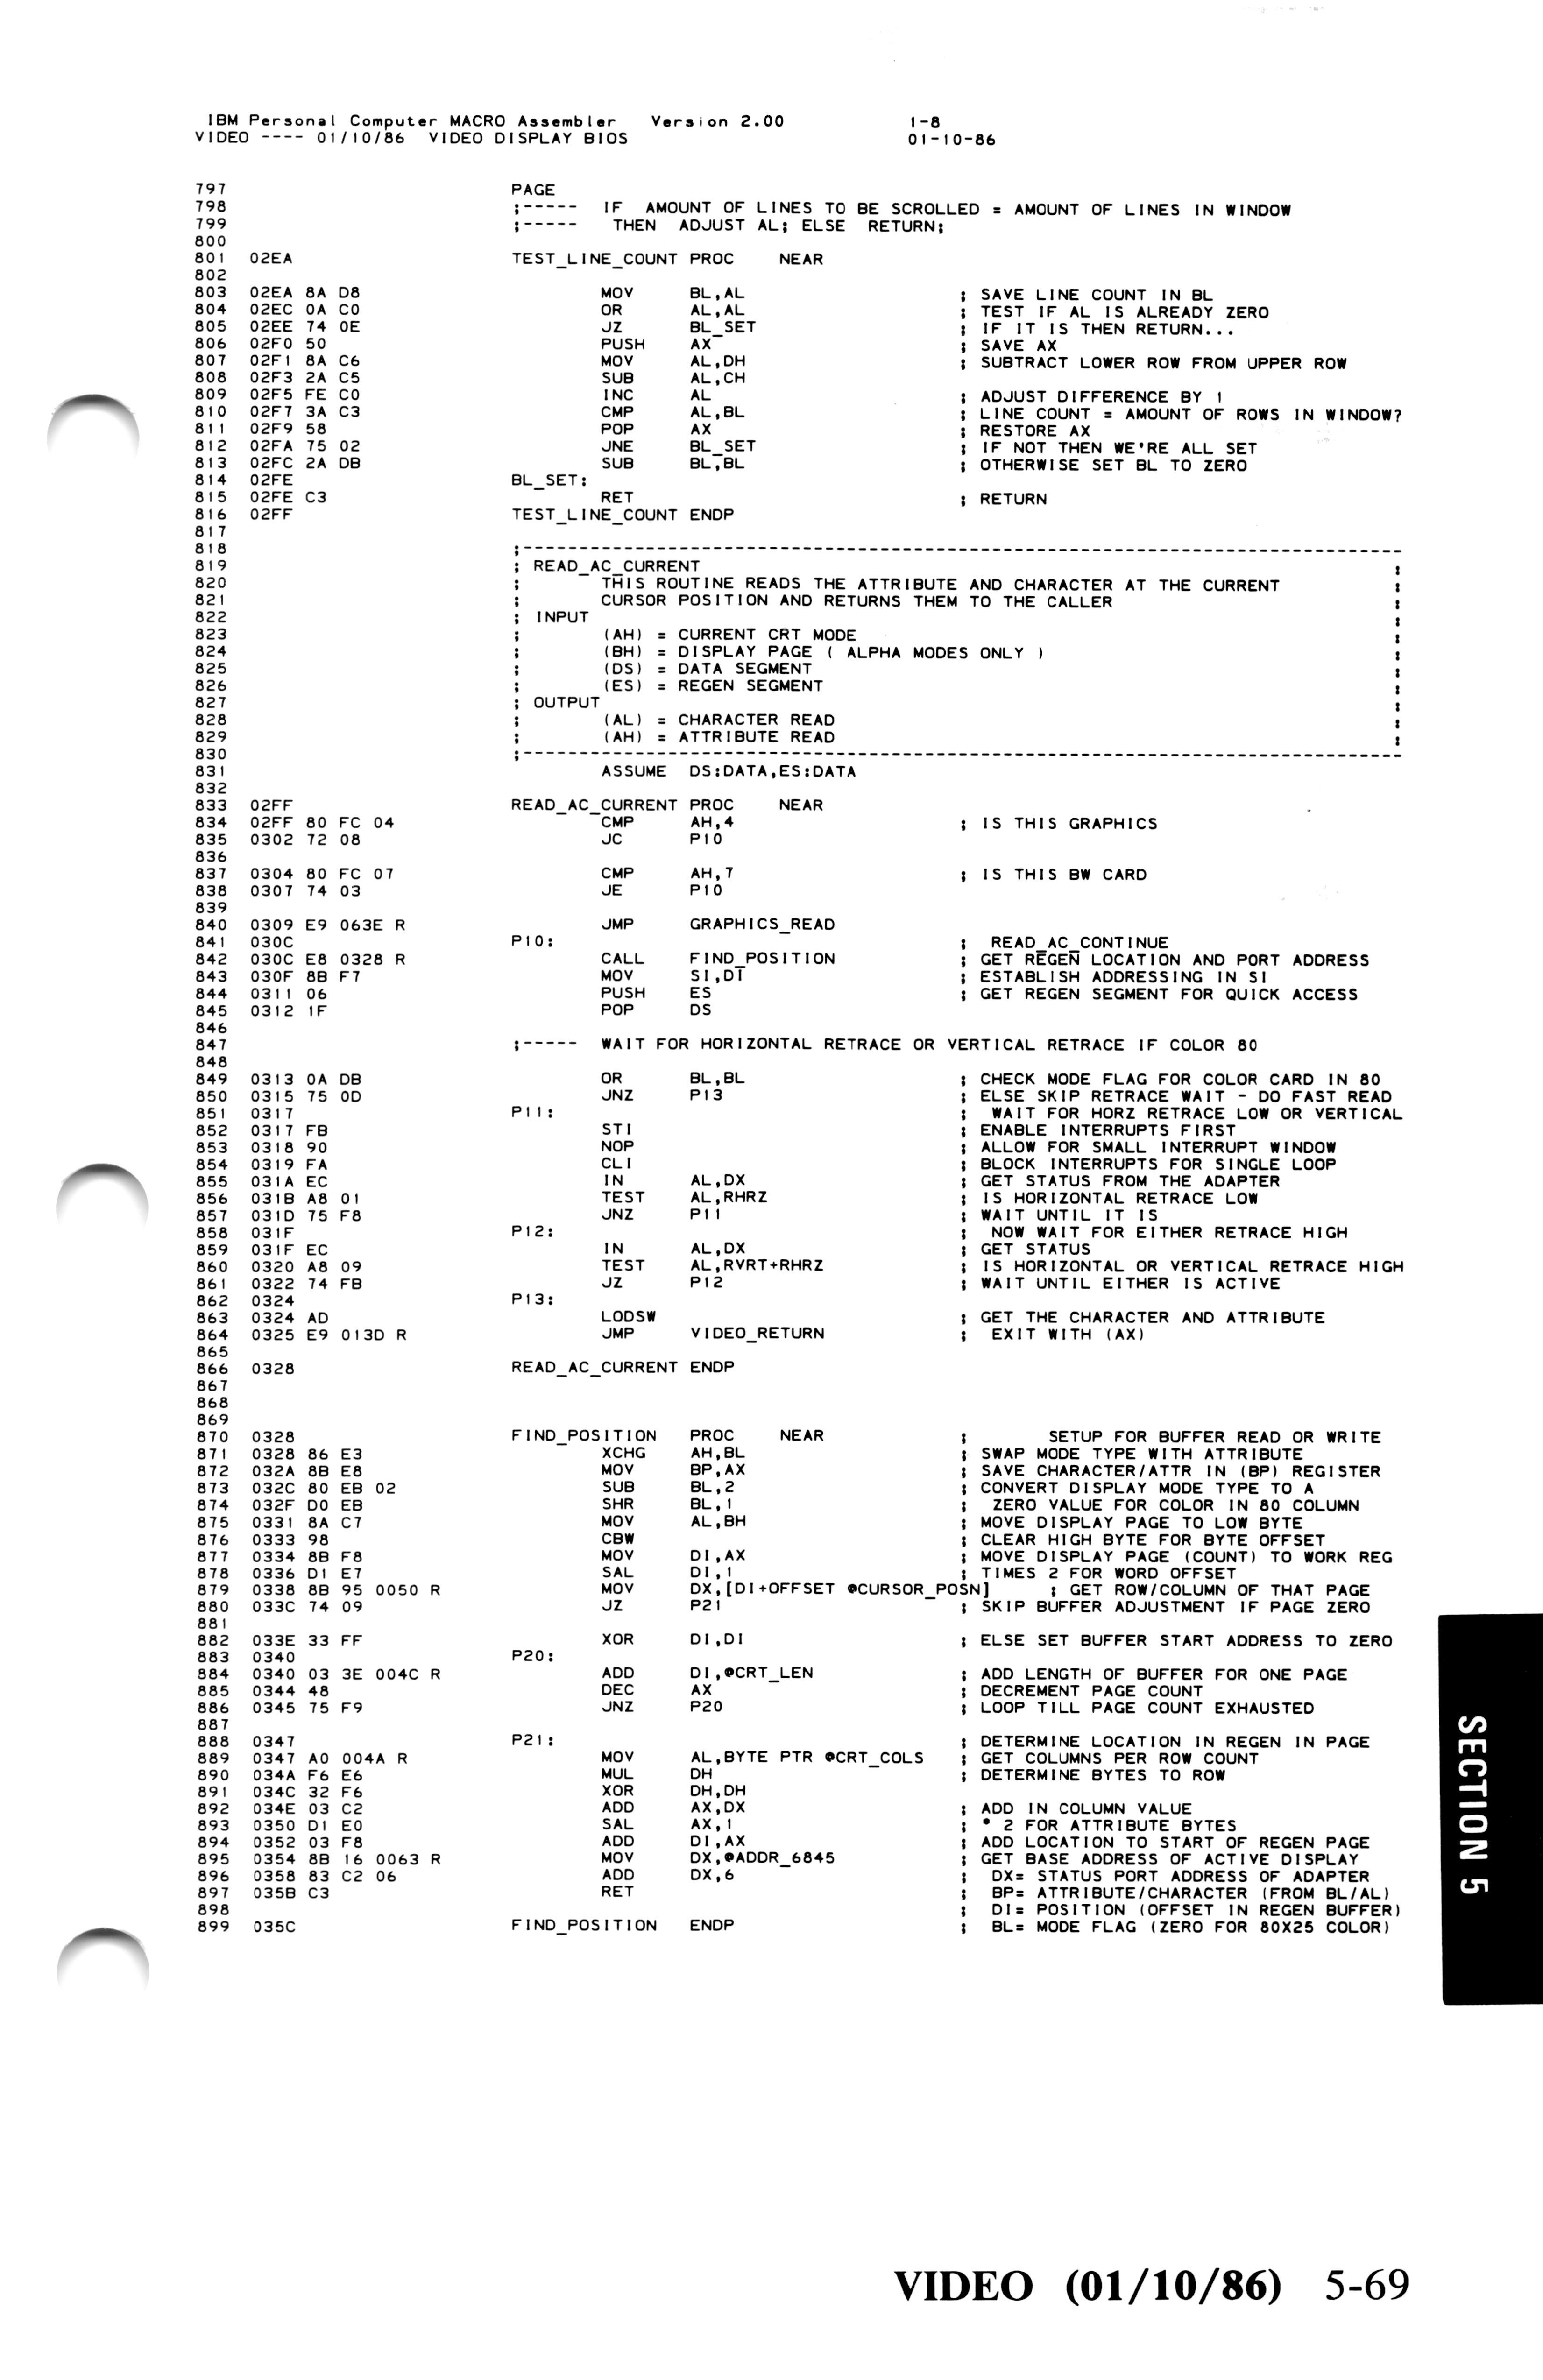 IBM Personal Computer MACRO Assembler   Version 2.00          1-8
VIDEO ---- 01/10/86  VIDEO DISPLAY BIOS                       01-10-86
797                             PAGE
798                             ;-----  IF  AMOUNT OF LINES TO BE SCROLLED = AMOUNT OF LINES IN WINDOW
799                             ;-----   THEN  ADJUST AL; ELSE  RETURN;
800
801  02EA                       TEST_LINE_COUNT PROC    NEAR
802
803  02EA 8A D8                         MOV     BL,AL                   ; SAVE LINE COUNT IN BL
804  02EC 0A C0                         OR      AL,AL                   ; TEST IF AL IS ALREADY ZERO
805  02EE 74 0E                         JZ      BL_SET                  ; IF IT IS THEN RETURN...
806  02F0 50                            PUSH    AX                      ; SAVE AX
807  02F1 8A C6                         MOV     AL,DH                   ; SUBTRACT LOWER ROW FROM UPPER ROW
808  02F3 2A C5                         SUB     AL,CH
809  02F5 FE C0                         INC     AL                      ; ADJUST DIFFERENCE BY 1
810  02F7 3A C3                         CMP     AL,BL                   ; LINE COUNT = AMOUNT OF ROWS IN WINDOW?
811  02F9 58                            POP     AX                      ; RESTORE AX
812  02FA 75 02                         JNE     BL_SET                  ; IF NOT THEN WE'RE ALL SET
813  02FC 2A DB                         SUB     BL,BL                   ; OTHERWISE SET BL TO ZERO
814  02FE                       BL_SET:
815  02FE C3                            RET                             ; RETURN
816  02FF                       TEST_LINE_COUNT ENDP
817
818                             ;-------------------------------------------------------------------------------
819                             ; READ_AC_CURRENT                                                              ;
820                             ;       THIS ROUTINE READS THE ATTRIBUTE AND CHARACTER AT THE CURRENT          ;
821                             ;       CURSOR POSITION AND RETURNS THEM TO THE CALLER                         ;
822                             ; INPUT                                                                        ;
823                             ;       (AH) = CURRENT CRT MODE                                                ;
824                             ;       (BH) = DISPLAY PAGE ( ALPHA MODES ONLY )                               ;
825                             ;       (DS) = DATA SEGMENT                                                    ;
826                             ;       (ES) = REGEN SEGMENT                                                   ;
827                             ; OUTPUT                                                                       ;
828                             ;       (AL) = CHARACTER READ                                                  ;
829                             ;       (AH) = ATTRIBUTE READ                                                  ;
830                             ;-------------------------------------------------------------------------------
831                                     ASSUME  DS:DATA,ES:DATA
832
833  02FF                       READ_AC_CURRENT PROC    NEAR
834  02FF 80 FC 04                      CMP     AH,4                    ; IS THIS GRAPHICS
835  0302 72 08                         JC      P10
836
837  0304 80 FC 07                      CMP     AH,7                    ; IS THIS BW CARD
838  0307 74 03                         JE      P10
839
840  0309 E9 063E R                     JMP     GRAPHICS_READ
841  030C                       P10:                                    ;  READ_AC_CONTINUE
842  030C E8 0328 R                     CALL    FIND_POSITION           ; GET REGEN LOCATION AND PORT ADDRESS
843  030F 8B F7                         MOV     SI,DI                   ; ESTABLISH ADDRESSING IN SI
844  0311 06                            PUSH    ES                      ; GET REGEN SEGMENT FOR QUICK ACCESS
845  0312 1F                            POP     DS
846
847                             ;-----  WAIT FOR HORIZONTAL RETRACE OR VERTICAL RETRACE IF COLOR 80
848
849  0313 0A DB                         OR      BL,BL                   ; CHECK MODE FLAG FOR COLOR CARD IN 80
850  0315 75 0D                         JNZ     P13                     ; ELSE SKIP RETRACE WAIT - DO FAST READ
851  0317                       P11:                                    ;  WAIT FOR HORZ RETRACE LOW OR VERTICAL
852  0317 FB                            STI                             ; ENABLE INTERRUPTS FIRST
853  0318 90                            NOP                             ; ALLOW FOR SMALL INTERRUPT WINDOW
854  0319 FA                            CLI                             ; BLOCK INTERRUPTS FOR SINGLE LOOP
855  031A EC                            IN      AL,DX                   ; GET STATUS FROM THE ADAPTER
856  031B A8 01                         TEST    AL,RHRZ                 ; IS HORIZONTAL RETRACE LOW
857  031D 75 F8                         JNZ     P11                     ; WAIT UNTIL IT IS
858  031F                       P12:                                    ;  NOW WAIT FOR EITHER RETRACE HIGH
859  031F EC                            IN      AL,DX                   ; GET STATUS
860  0320 A8 09                         TEST    AL,RVRT+RHRZ            ; IS HORIZONTAL OR VERTICAL RETRACE HIGH
861  0322 74 FB                         JZ      P12                     ; WAIT UNTIL EITHER IS ACTIVE
862  0324                       P13:
863  0324 AD                            LODSW                           ; GET THE CHARACTER AND ATTRIBUTE
864  0325 E9 013D R                     JMP     VIDEO_RETURN            ;  EXIT WITH (AX)
865
866  0328                       READ_AC_CURRENT ENDP
867
868
869
870  0328                       FIND_POSITION   PROC    NEAR            ;       SETUP FOR BUFFER READ OR WRITE
871  0328 86 E3                         XCHG    AH,BL                   ; SWAP MODE TYPE WITH ATTRIBUTE
872  032A 8B E8                         MOV     BP,AX                   ; SAVE CHARACTER/ATTR IN (BP) REGISTER
873  032C 80 EB 02                      SUB     BL,2                    ; CONVERT DISPLAY MODE TYPE TO A
874  032F D0 EB                         SHR     BL,1                    ;  ZERO VALUE FOR COLOR IN 80 COLUMN
875  0331 8A C7                         MOV     AL,BH                   ; MOVE DISPLAY PAGE TO LOW BYTE
876  0333 98                            CBW                             ; CLEAR HIGH BYTE FOR BYTE OFFSET
877  0334 8B F8                         MOV     DI,AX                   ; MOVE DISPLAY PAGE (COUNT) TO WORK REG
878  0336 D1 E7                         SAL     DI,1                    ; TIMES 2 FOR WORD OFFSET
879  0338 8B 95 0050 R                  MOV     DX,[DI+OFFSET @CURSOR_POSN]     ; GET ROW/COLUMN OF THAT PAGE
880  033C 74 09                         JZ      P21                     ; SKIP BUFFER ADJUSTMENT IF PAGE ZERO
881
882  033E 33 FF                         XOR     DI,DI                   ; ELSE SET BUFFER START ADDRESS TO ZERO
883  0340                       P20:
884  0340 03 3E 004C R                  ADD     DI,@CRT_LEN             ; ADD LENGTH OF BUFFER FOR ONE PAGE
885  0344 48                            DEC     AX                      ; DECREMENT PAGE COUNT
886  0345 75 F9                         JNZ     P20                     ; LOOP TILL PAGE COUNT EXHAUSTED
887
888  0347                       P21:                                    ; DETERMINE LOCATION IN REGEN IN PAGE
889  0347 A0 004A R                     MOV     AL,BYTE PTR @CRT_COLS   ; GET COLUMNS PER ROW COUNT
890  034A F6 E6                         MUL     DH                      ; DETERMINE BYTES TO ROW
891  034C 32 F6                         XOR     DH,DH
892  034E 03 C2                         ADD     AX,DX                   ; ADD IN COLUMN VALUE
893  0350 D1 E0                         SAL     AX,1                    ; * 2 FOR ATTRIBUTE BYTES
894  0352 03 F8                         ADD     DI,AX                   ; ADD LOCATION TO START OF REGEN PAGE
895  0354 8B 16 0063 R                  MOV     DX,@ADDR_6845           ; GET BASE ADDRESS OF ACTIVE DISPLAY
896  0358 83 C2 06                      ADD     DX,6                    ;  DX= STATUS PORT ADDRESS OF ADAPTER
897  035B C3                            RET                             ;  BP= ATTRIBUTE/CHARACTER (FROM BL/AL)
898                                                                     ;  DI= POSITION (OFFSET IN REGEN BUFFER)
899  035C                       FIND_POSITION   ENDP                    ;  BL= MODE FLAG (ZERO FOR 80X25 COLOR)
SECTION 5
VIDEO (01/10/86) 5-69